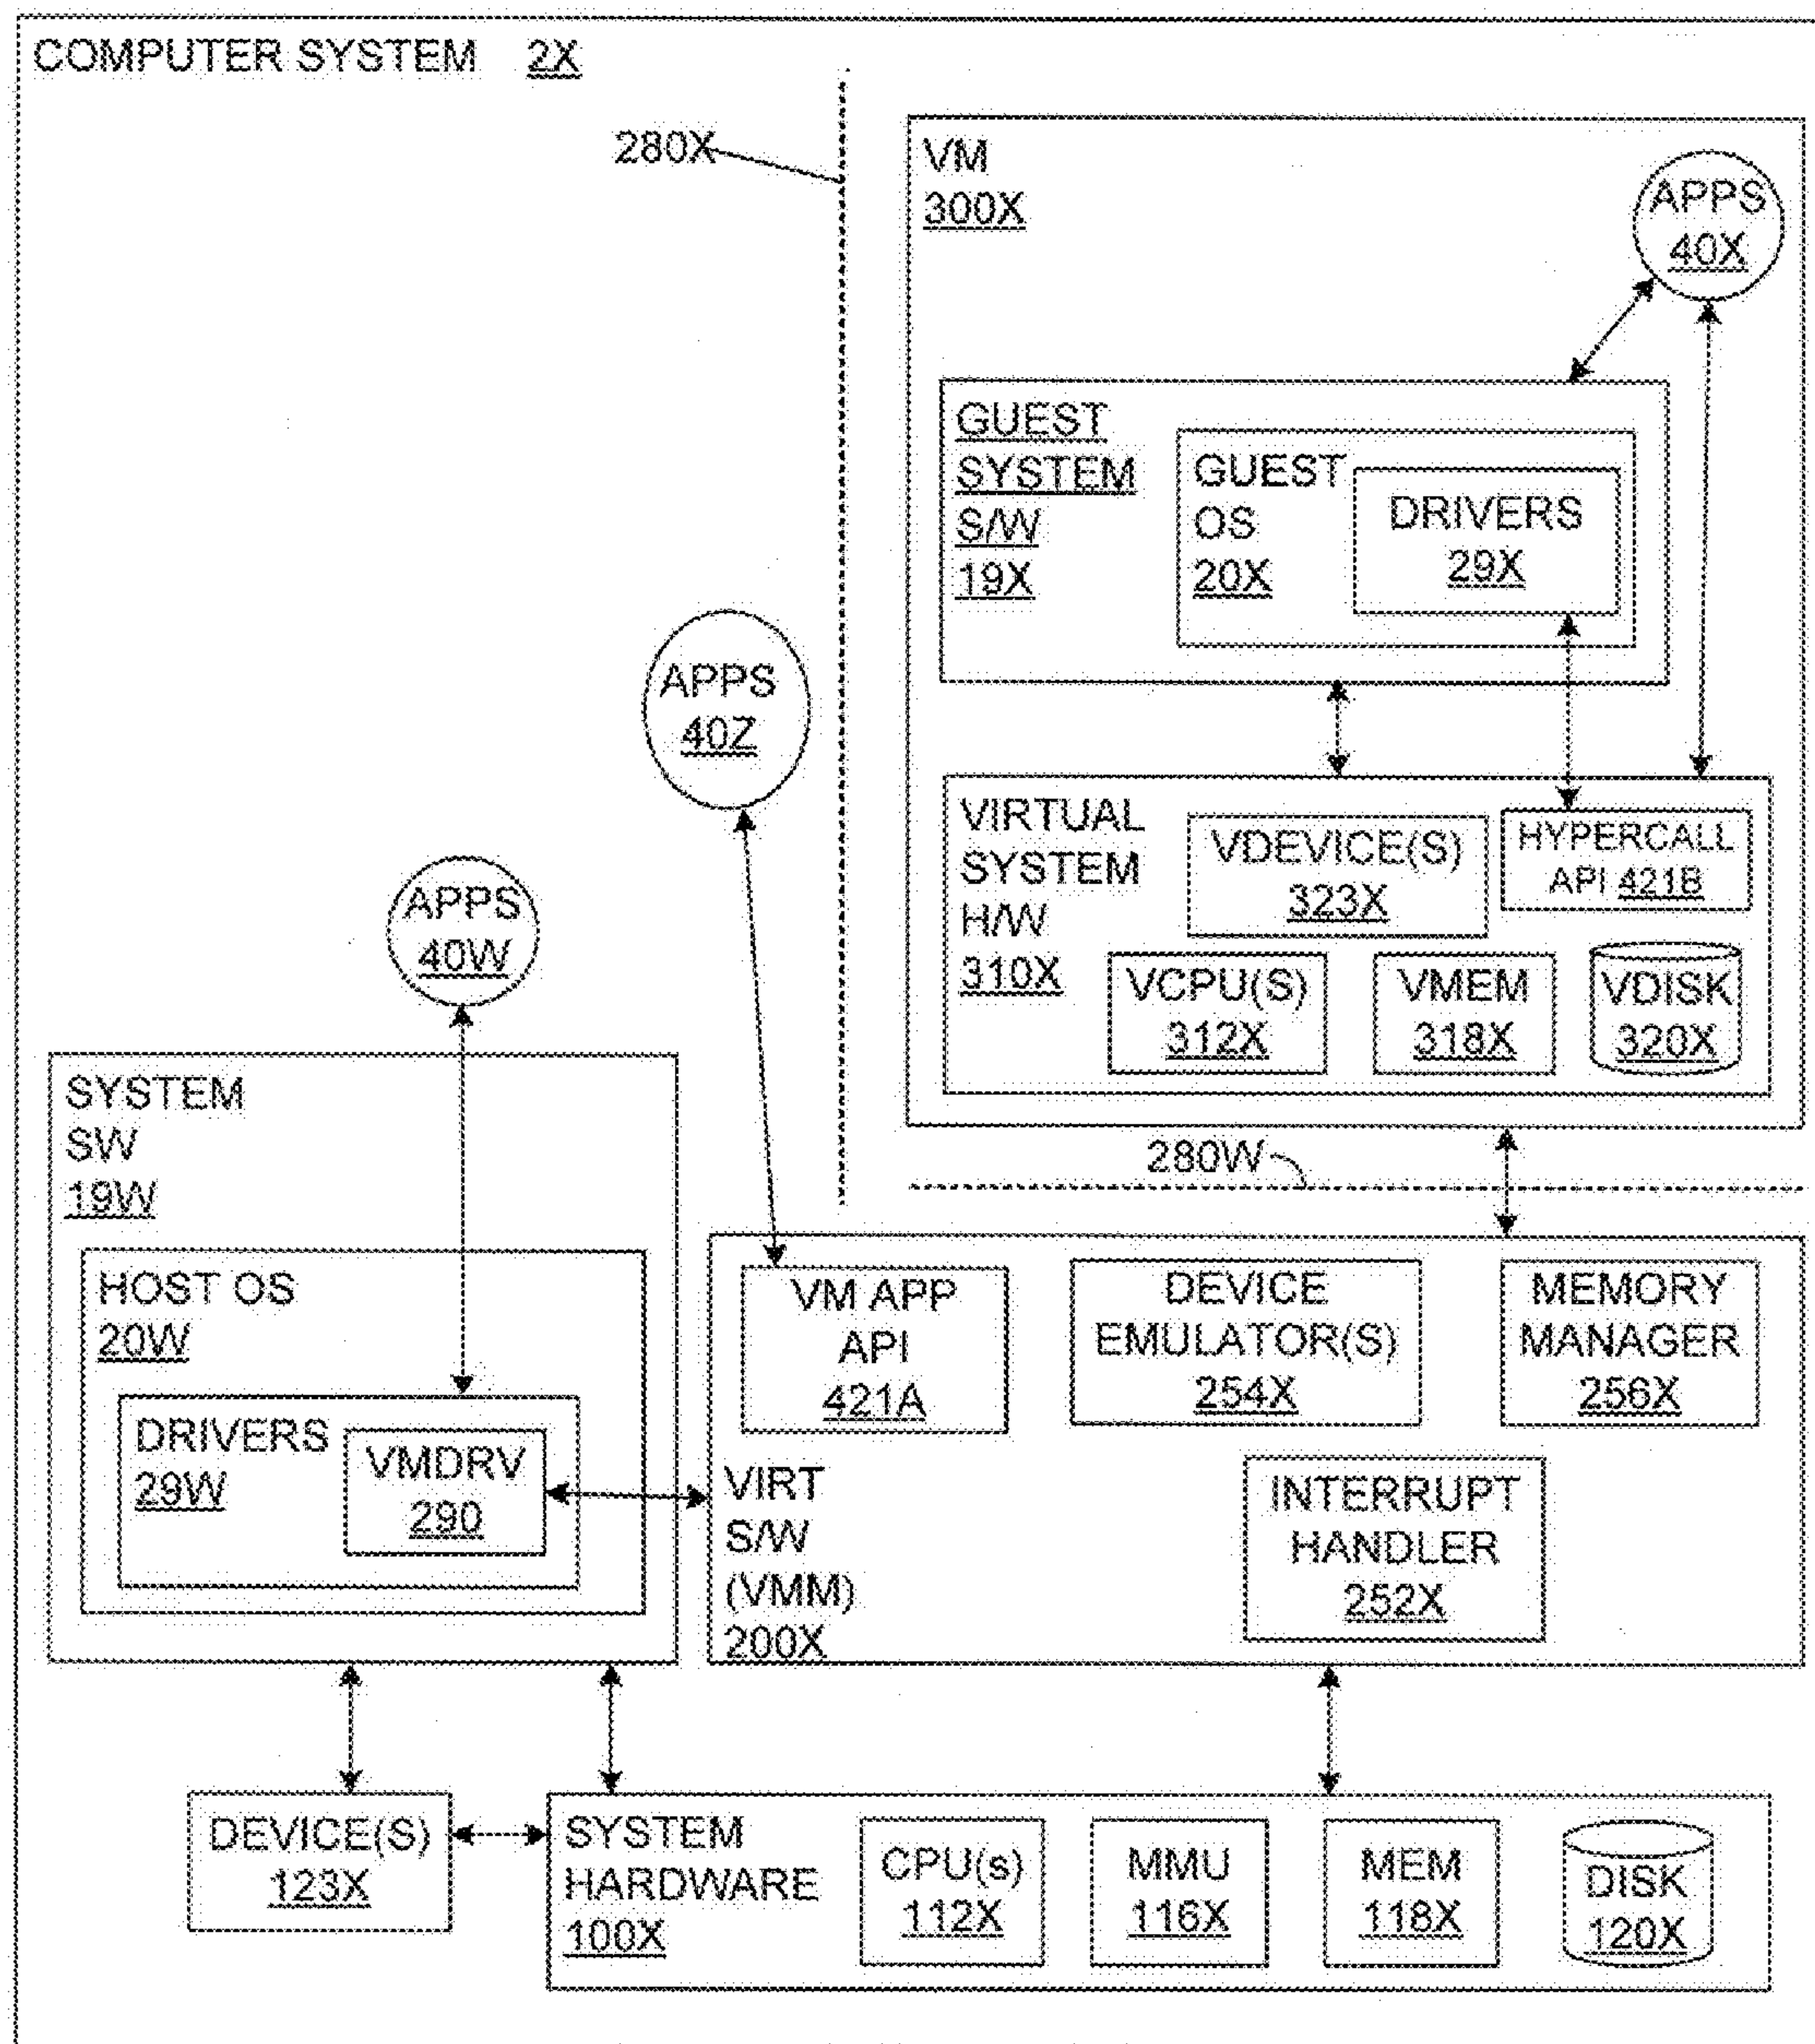 COMPUTER SYSTEM 2X
280X
VM
300X
APPS
40X
GUEST
SYSTEM
S/W
19X
GUEST
OS
20X
DRIVERS
29X
APPS
40Z
VIRTUAL
SYSTEM
H/W
310X
VDEVICE(S)
323X
HYPERCALL
API 421B
VCPU(S)
312X
VMEM
318X
VDISK
320X
APPS
40W
280W
SYSTEM
SW
19W
HOST OS
20W
DRIVERS
29W
VMDRV
290
VM APP
API
421A
DEVICE
EMULATOR(S)
254X
MEMORY
MANAGER
256X
VIRT
S/W
(VMM)
200X
INTERRUPT
HANDLER
252X
DEVICE(S)
123X
SYSTEM
HARDWARE
100X
CPU(s)
112X
MMU
116X
MEM
118X
DISK
120X